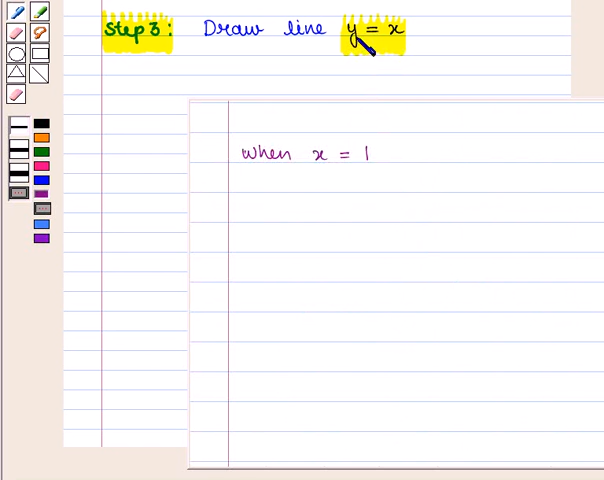 Step 3: Draw line y = x
when x = 1